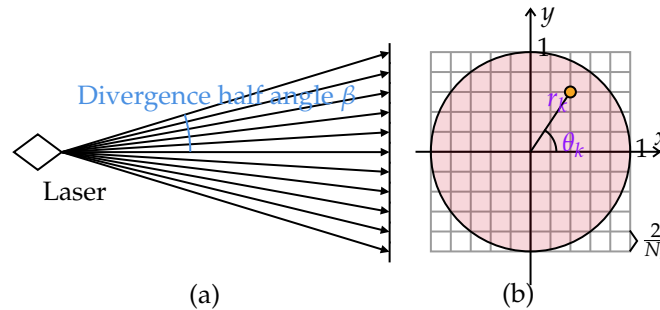 Divergence half angle β
Laser
(a)
y
1
r_k
θ_k
1
x
2/N
(b)